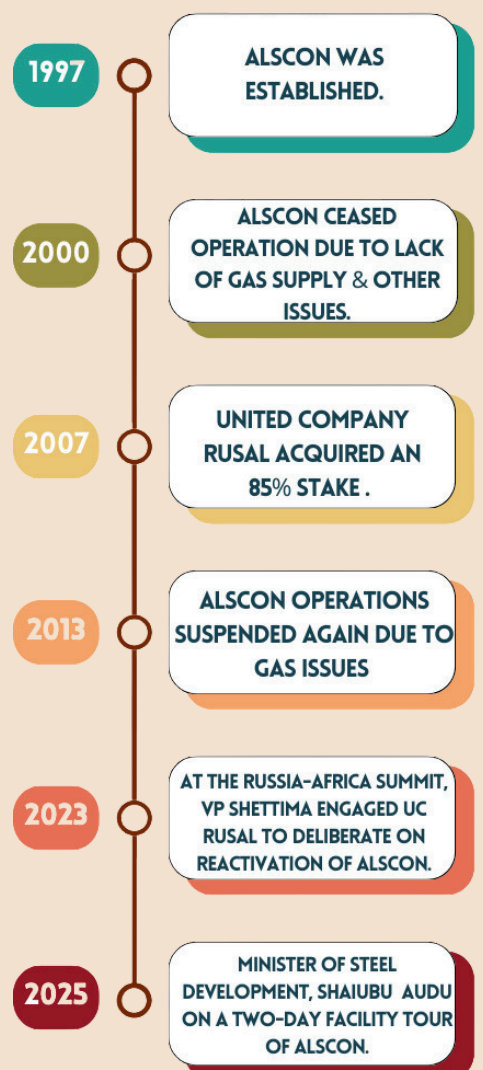 1997
ALSCON WAS
ESTABLISHED.
2000
ALSCON CEASED
OPERATION DUE TO LACK
OF GAS SUPPLY & OTHER
ISSUES.
2007
UNITED COMPANY
RUSAL ACQUIRED AN
85% STAKE .
2013
ALSCON OPERATIONS
SUSPENDED AGAIN DUE TO
GAS ISSUES
2023
AT THE RUSSIA-AFRICA SUMMIT,
VP SHETTIMA ENGAGED UC
RUSAL TO DELIBERATE ON
REACTIVATION OF ALSCON.
2025
MINISTER OF STEEL
DEVELOPMENT, SHAIUBU AUDU
ON A TWO-DAY FACILITY TOUR
OF ALSCON.